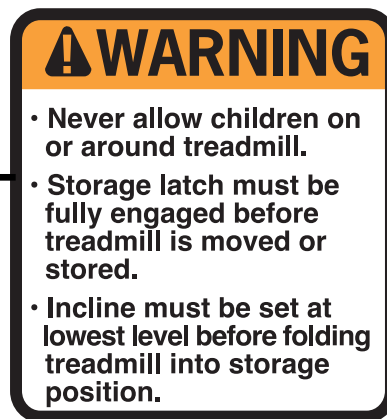 WARNING
• Never allow children on
or around treadmill.
• Storage latch must be
fully engaged before
treadmill is moved or
stored.
• Incline must be set at
lowest level before folding
treadmill into storage
position.